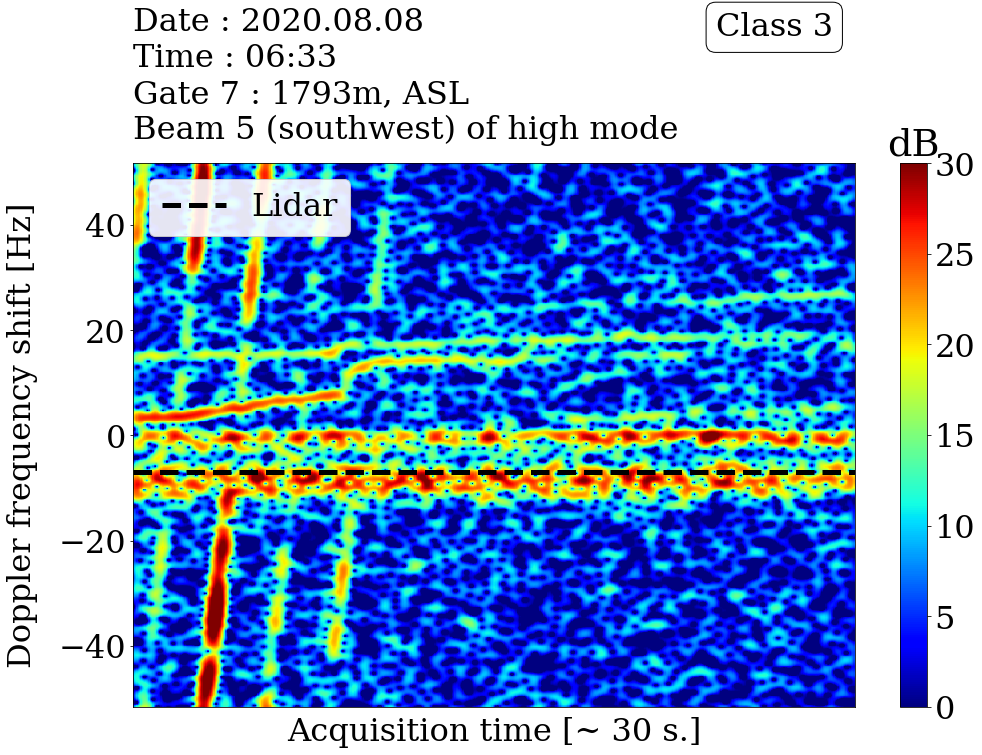 Date : 2020.08.08
Time : 06:33
Gate 7 : 1793m, ASL
Beam 5 (southwest) of high mode
Class 3
dB
Lidar
Doppler frequency shift [Hz]
40
20
0
−20
−40
Acquisition time [~ 30 s.]
30
25
20
15
10
5
0